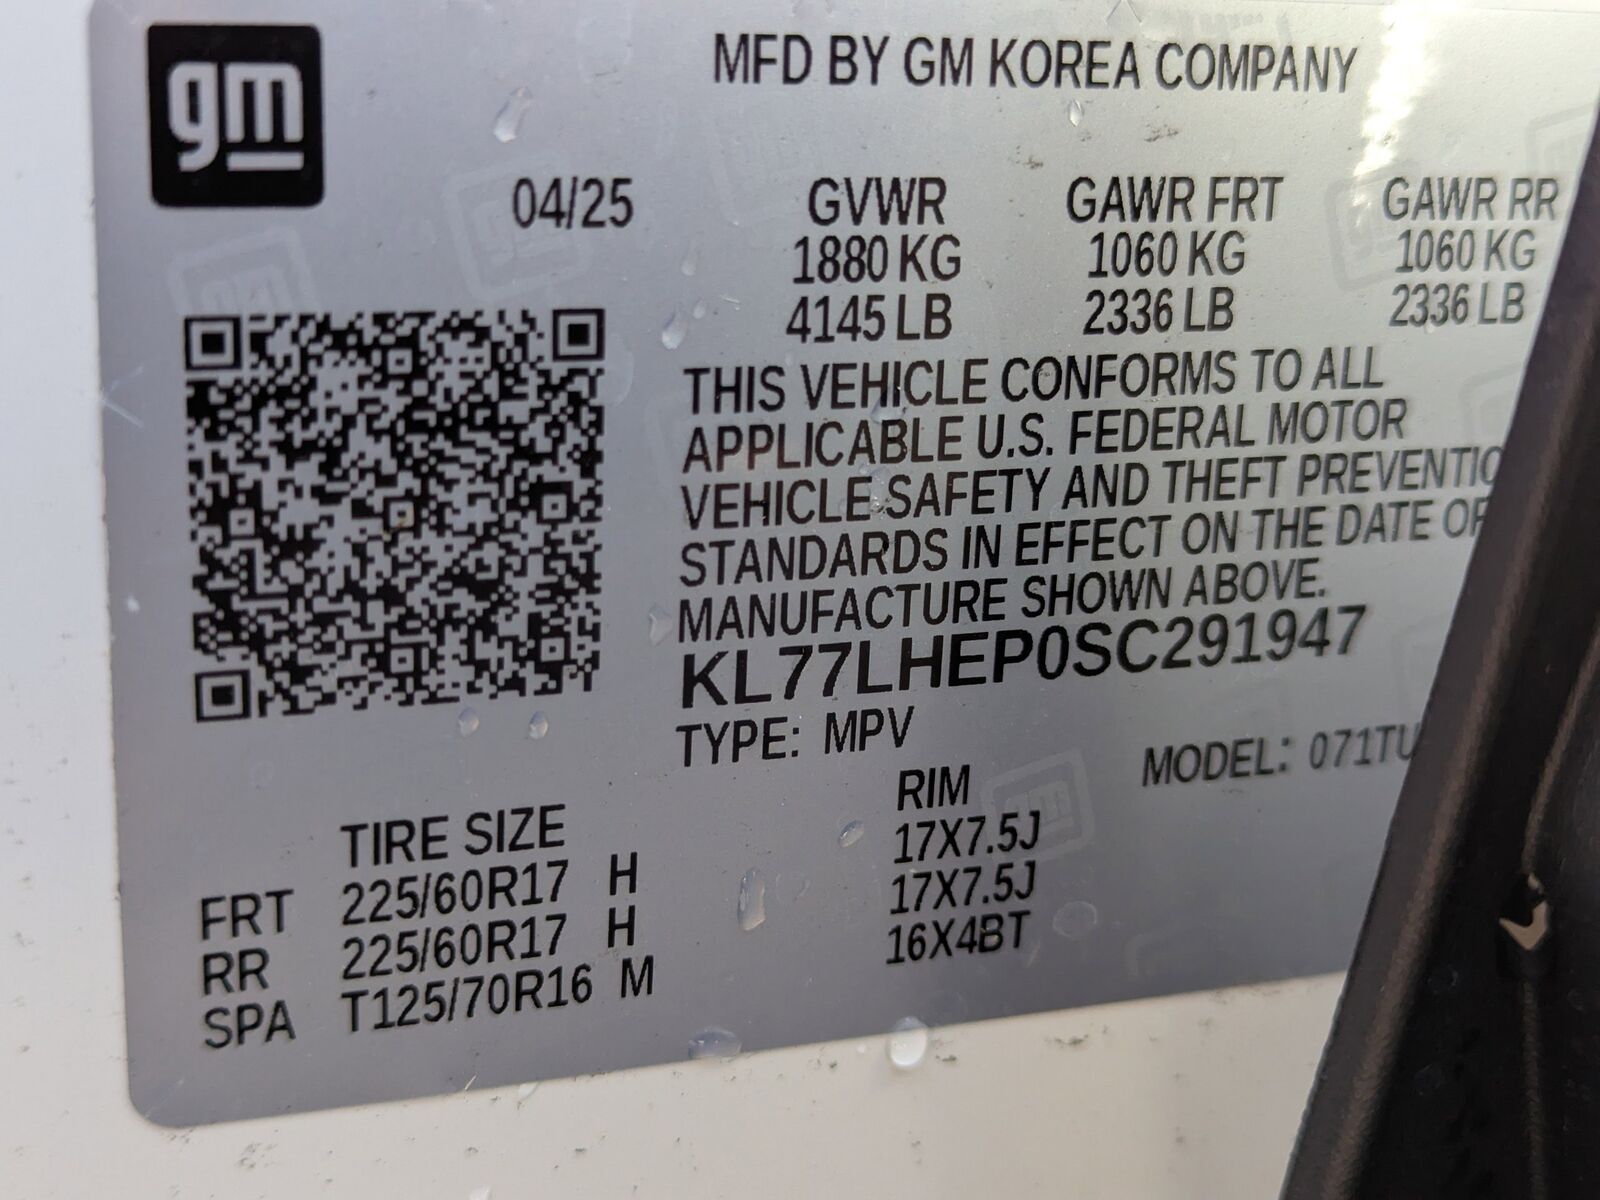 gm
MFD BY GM KOREA COMPANY
04/25 GVWR GAWR FRT GAWR RR
1880 KG 1060 KG 1060 KG
4145 LB 2336 LB 2336 LB
THIS VEHICLE CONFORMS TO ALL
APPLICABLE U.S. FEDERAL MOTOR
VEHICLE SAFETY AND THEFT PREVENTIO
STANDARDS IN EFFECT ON THE DATE OF
MANUFACTURE SHOWN ABOVE.
KL77LHEP0SC291947
TYPE: MPV MODEL: 071TU
TIRE SIZE RIM
FRT 225/60R17 H 17X7.5J
RR 225/60R17 H 17X7.5J
SPA T125/70R16 M 16X4BT